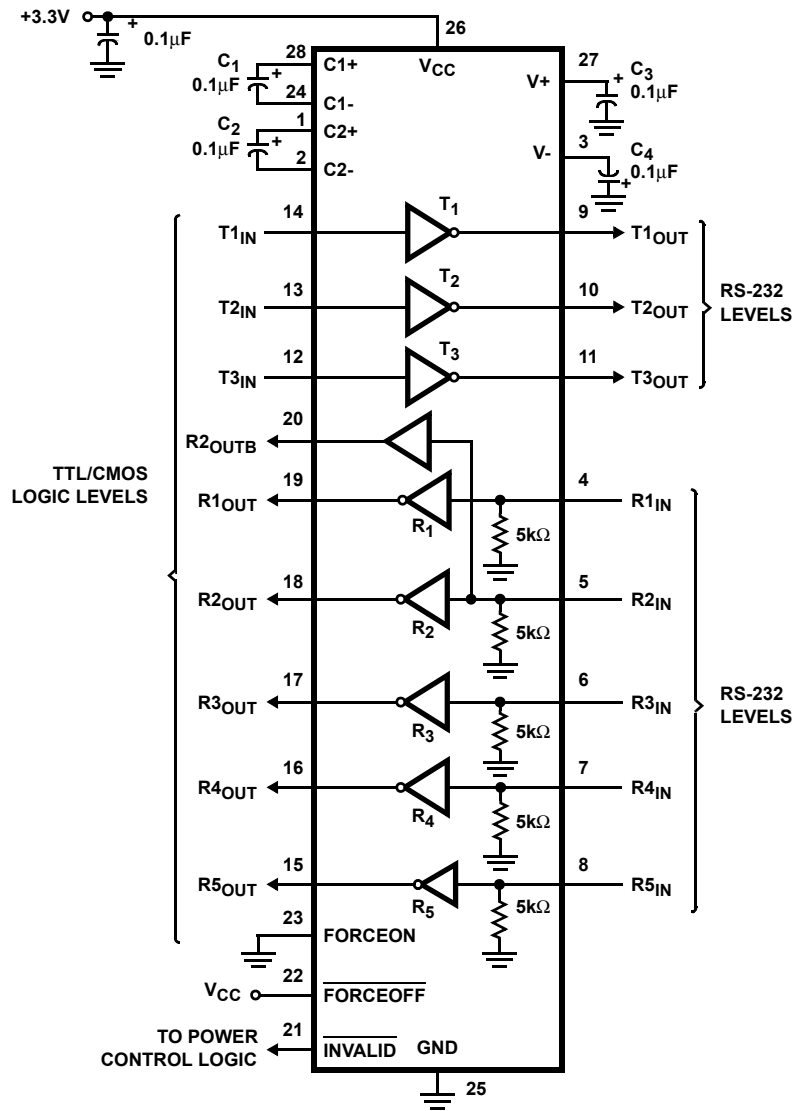 +3.3V
+
0.1μF
26
28
C1
0.1μF
+
C1+
VCC
27
V+
+
C3
0.1μF
24
C1-
1
C2
0.1μF
+
C2+
2
C2-
3
V-
C4
0.1μF
+
T1IN
14
T1
9
T1OUT
T2IN
13
T2
10
T2OUT
RS-232
LEVELS
T3IN
12
T3
11
T3OUT
R2OUTB
20
TTL/CMOS
LOGIC LEVELS
R1OUT
19
R1
4
R1IN
5kΩ
R2OUT
18
R2
5
R2IN
5kΩ
R3OUT
17
R3
6
R3IN
5kΩ
RS-232
LEVELS
R4OUT
16
R4
7
R4IN
5kΩ
R5OUT
15
R5
8
R5IN
5kΩ
23
FORCEON
VCC
22
FORCEOFF
TO POWER
CONTROL LOGIC
21
INVALID
GND
25